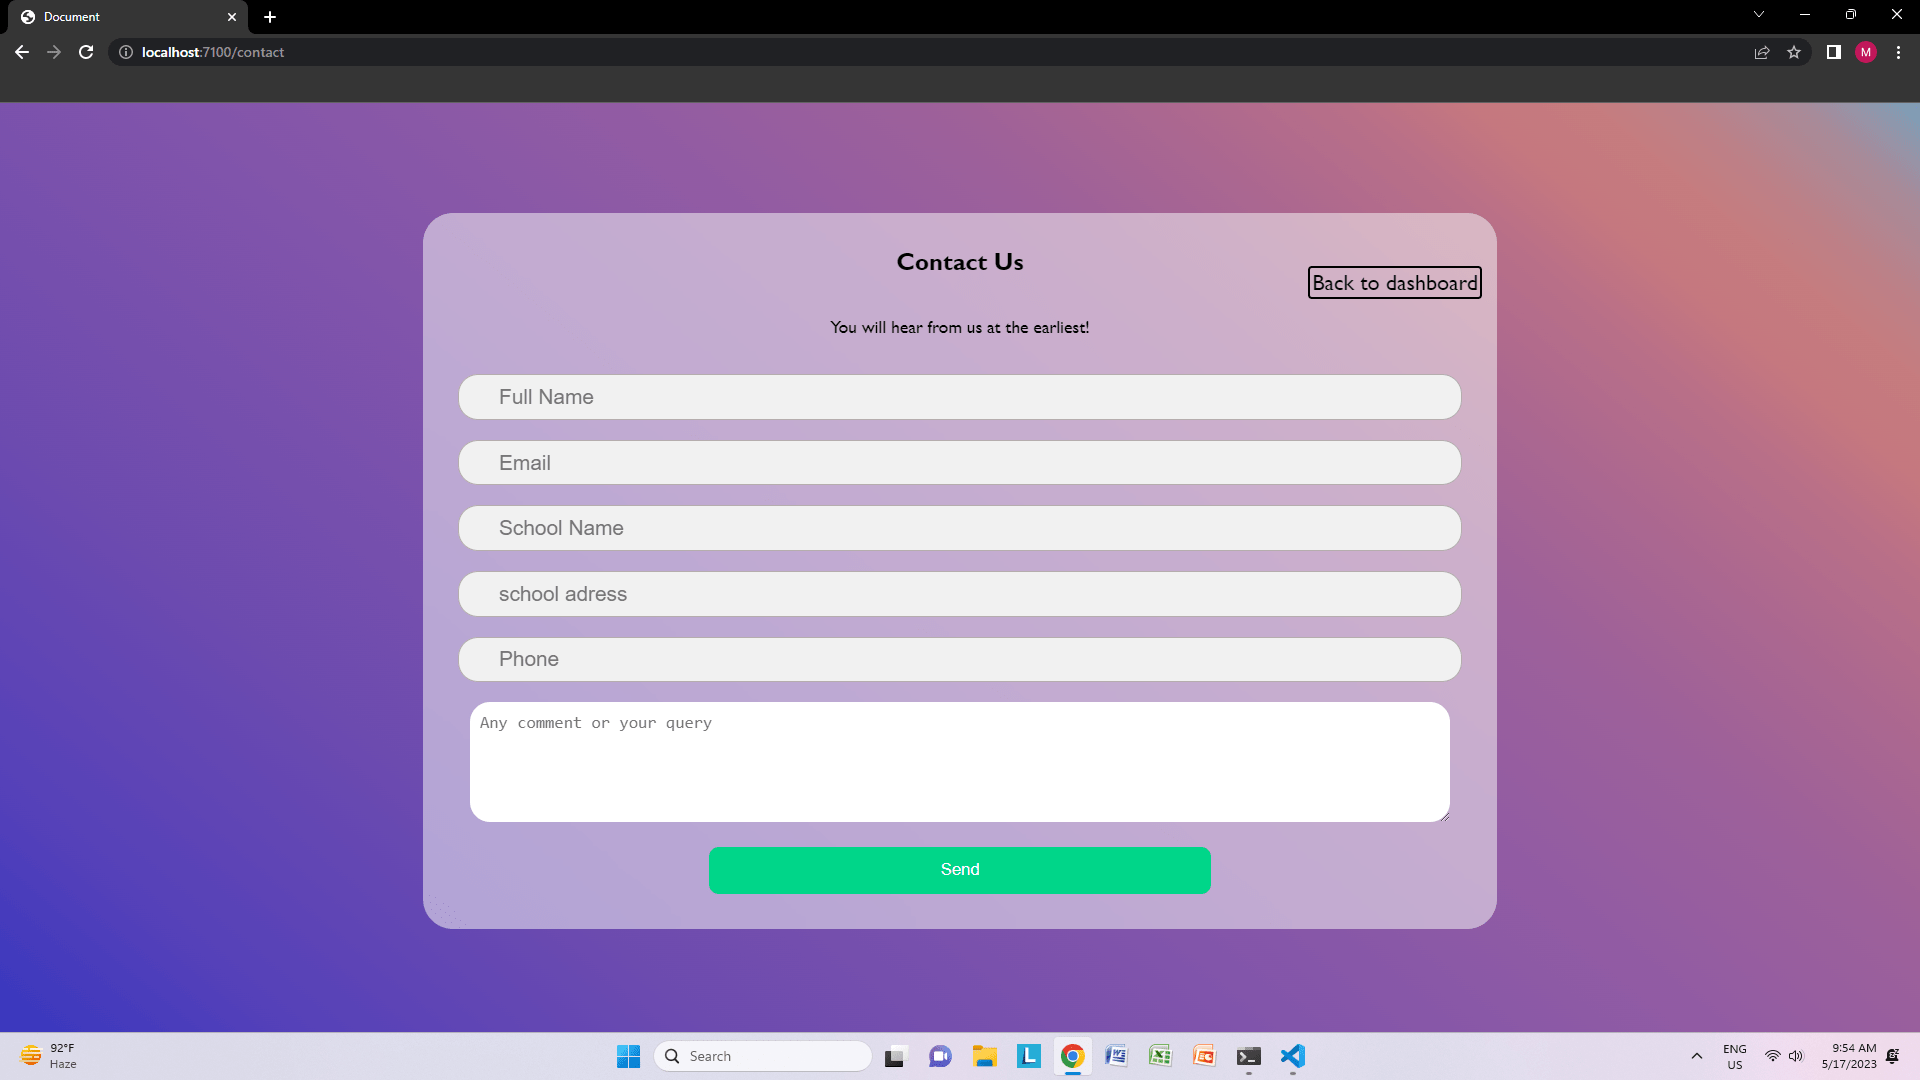 Document
localhost:7100/contact
M
Contact Us
Back to dashboard
You will hear from us at the earliest!
Full Name
Email
School Name
school adress
Phone
Any comment or your query
Send
92°F
Haze
Search
ENG
US
9:54 AM
5/17/2023